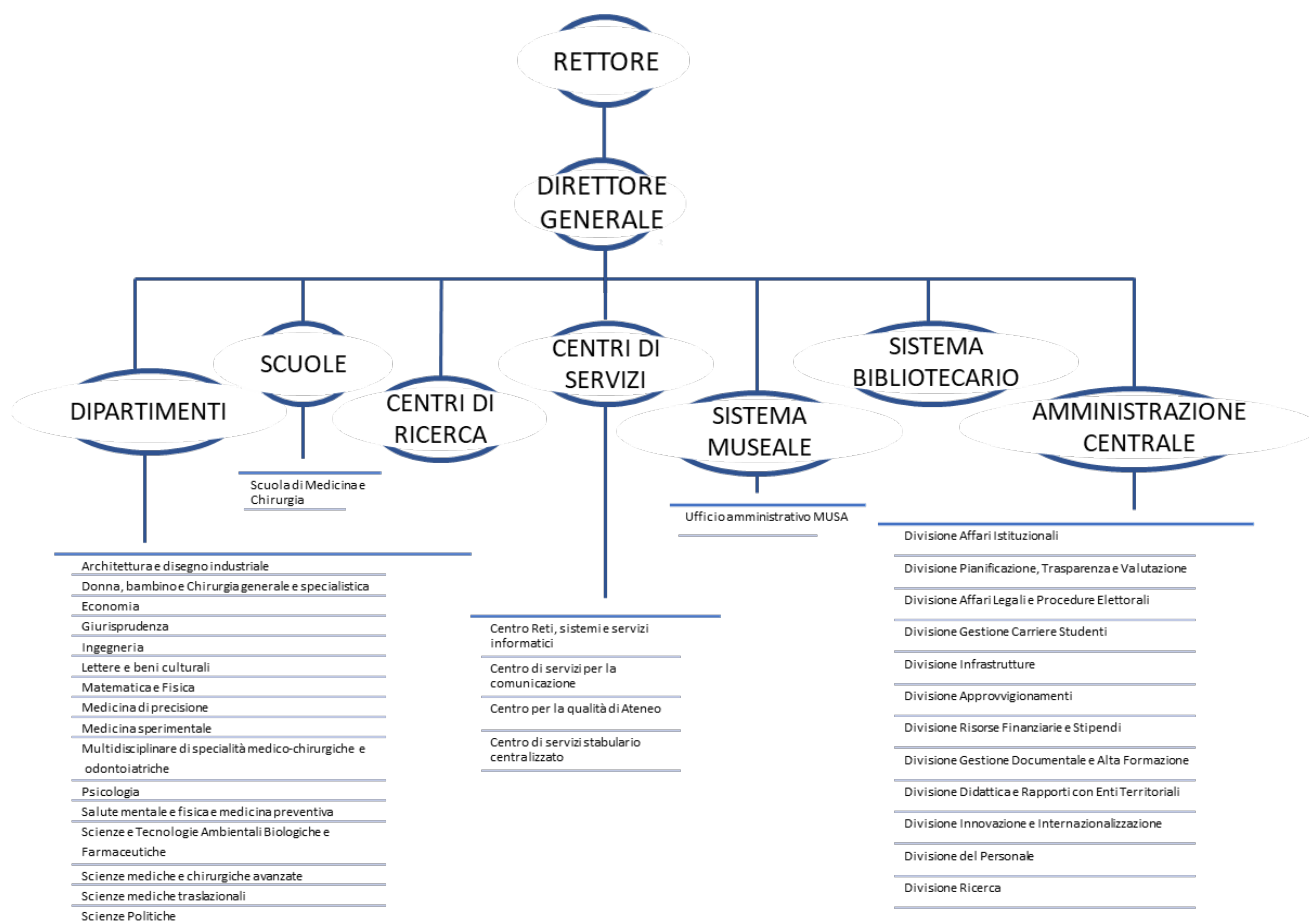 RETTORE
DIRETTORE
GENERALE
DIPARTIMENTI
SCUOLE
CENTRI DI
RICERCA
CENTRI DI
SERVIZI
SISTEMA
MUSEALE
SISTEMA
BIBLIOTECARIO
AMMINISTRAZIONE
CENTRALE
Architettura e disegno industriale
Donna, bambino e Chirurgia generale e specialistica
Economia
Giurisprudenza
Ingegneria
Lettere e beni culturali
Matematica e Fisica
Medicina di precisione
Medicina sperimentale
Multidisciplinare di specialità medico-chirurgiche e
odontoiatriche
Psicologia
Salute mentale e fisica e medicina preventiva
Scienze e Tecnologie Ambientali Biologiche e
Farmaceutiche
Scienze mediche e chirurgiche avanzate
Scienze mediche traslazionali
Scienze Politiche
Scuola di Medicina e
Chirurgia
Centro Reti, sistemi e servizi
informatici
Centro di servizi per la
comunicazione
Centro per la qualità di Ateneo
Centro di servizi stabulario
centralizzato
Ufficio amministrativo MUSA
Divisione Affari Istituzionali
Divisione Pianificazione, Trasparenza e Valutazione
Divisione Affari Legali e Procedure Elettorali
Divisione Gestione Carriere Studenti
Divisione Infrastrutture
Divisione Approvvigionamenti
Divisione Risorse Finanziarie e Stipendi
Divisione Gestione Documentale e Alta Formazione
Divisione Didattica e Rapporti con Enti Territoriali
Divisione Innovazione e Internazionalizzazione
Divisione del Personale
Divisione Ricerca